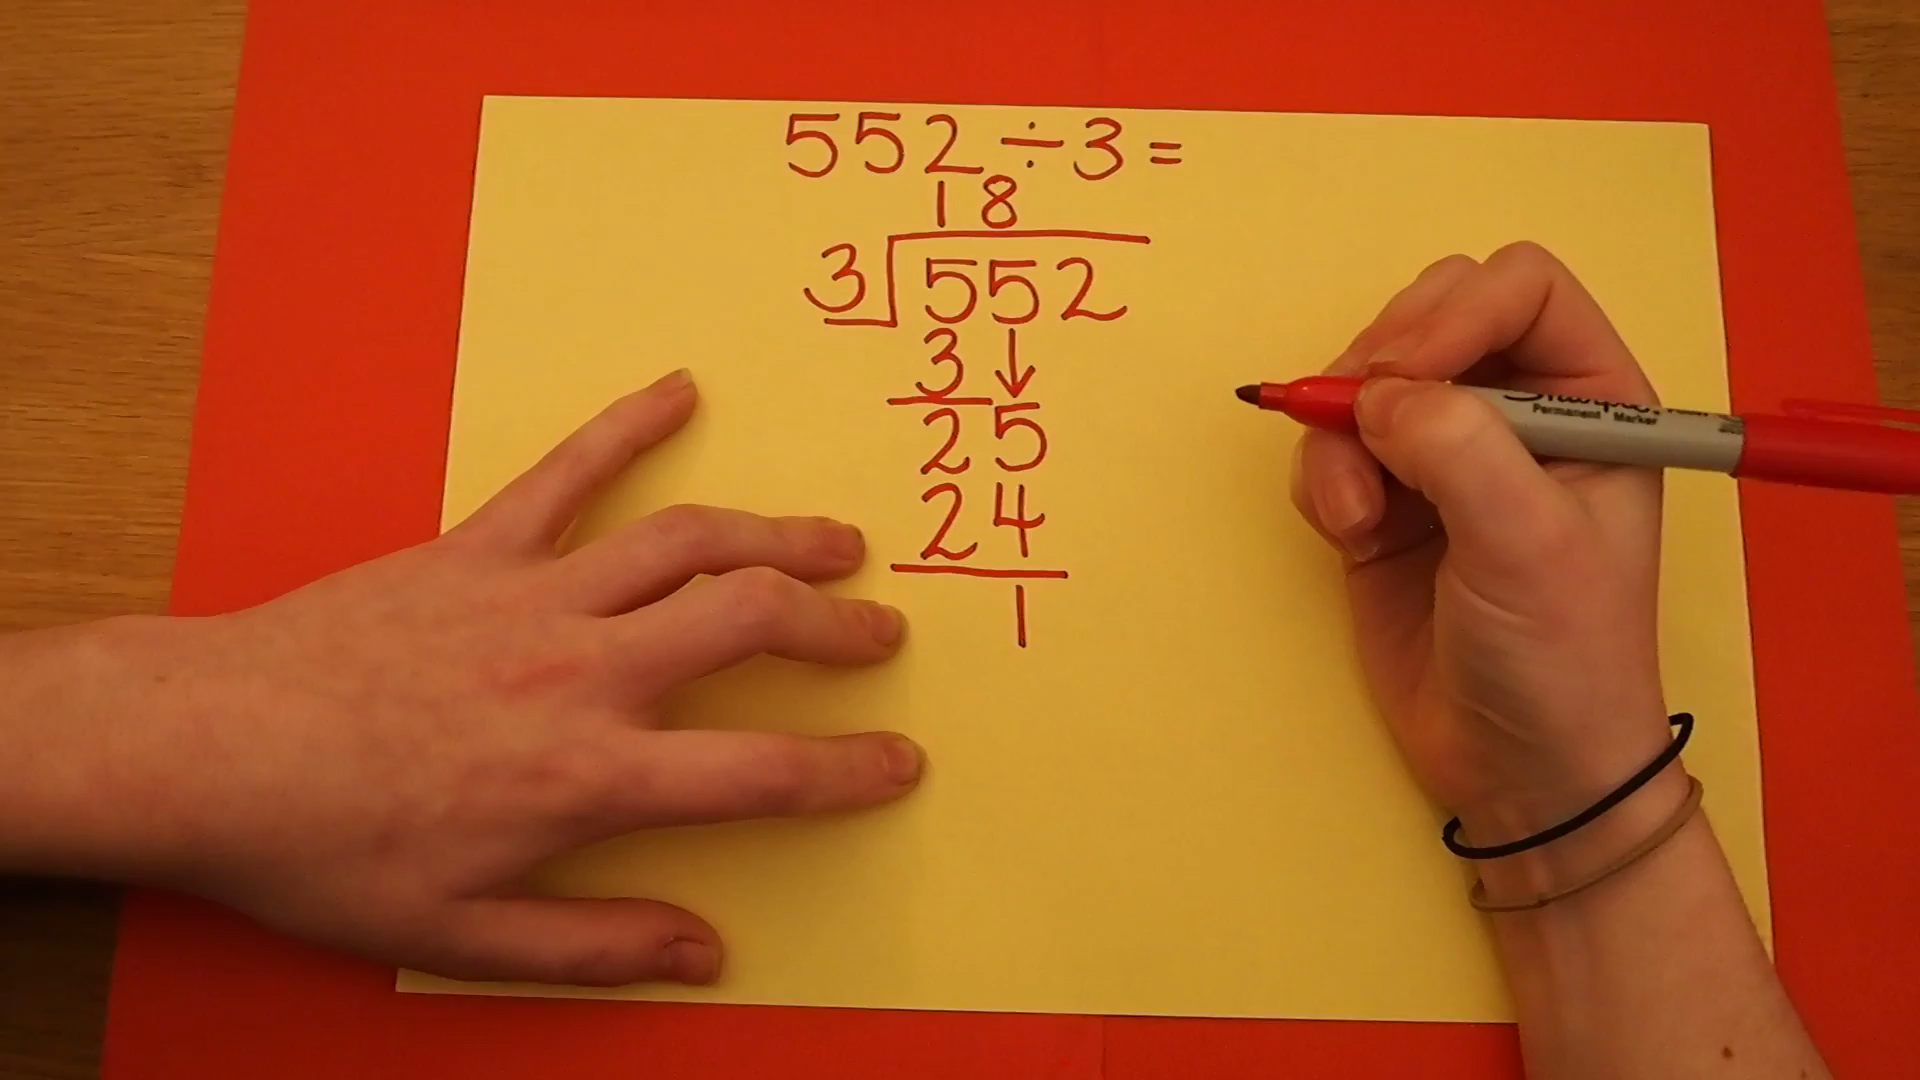 552 ÷ 3 =
18
3 552
3 ↓
25
24
1
Sharpie
Permanent Marker